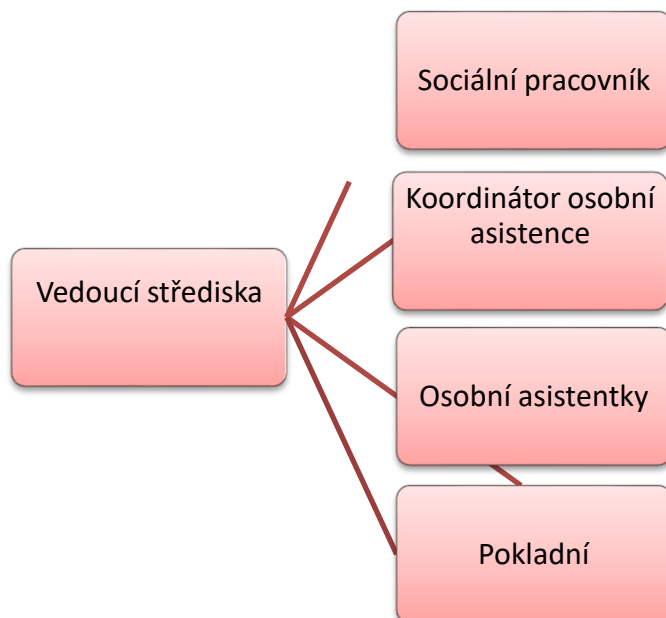 Sociální pracovník
Koordinátor osobní
asistence
Vedoucí střediska
Osobní asistentky
Pokladní